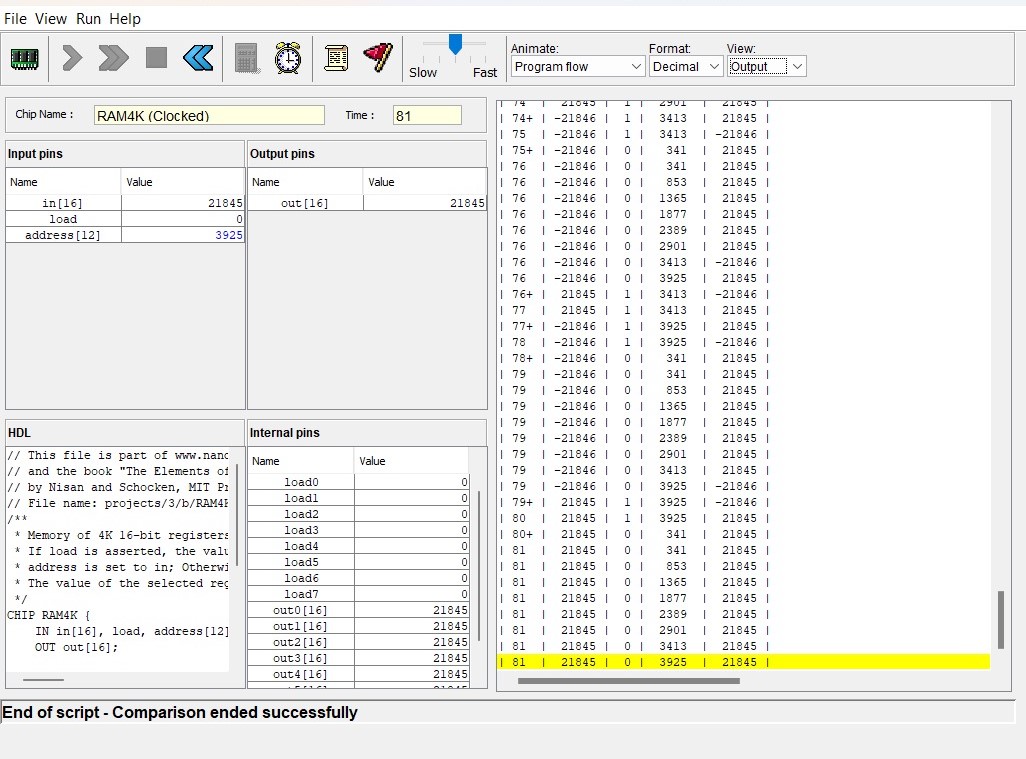 File View Run Help
Slow Fast
Animate: Format: View:
Program flow Decimal Output
Chip Name : RAM4K (Clocked) Time : 81
Input pins
Name Value
in[16] 21845
load 0
address[12] 3925
Output pins
Name Value
out[16] 21845
HDL
// This file is part of www.nand
// and the book "The Elements of
// by Nisan and Schocken, MIT Pr
// File name: projects/3/b/RAM4K
/**
* Memory of 4K 16-bit registers
* If load is asserted, the valu
* address is set to in; Otherwi
* The value of the selected reg
*/
CHIP RAM4K {
IN in[16], load, address[12]
OUT out[16];
Internal pins
Name Value
load0 0
load1 0
load2 0
load3 0
load4 0
load5 0
load6 0
load7 0
out0[16] 21845
out1[16] 21845
out2[16] 21845
out3[16] 21845
out4[16] 21845
| 74 | 21845 | 1 | 2901 | 21845 |
| 74+ | -21846 | 1 | 3413 | 21845 |
| 75 | -21846 | 1 | 3413 | -21846 |
| 75+ | -21846 | 0 | 341 | 21845 |
| 76 | -21846 | 0 | 341 | 21845 |
| 76 | -21846 | 0 | 853 | 21845 |
| 76 | -21846 | 0 | 1365 | 21845 |
| 76 | -21846 | 0 | 1877 | 21845 |
| 76 | -21846 | 0 | 2389 | 21845 |
| 76 | -21846 | 0 | 2901 | 21845 |
| 76 | -21846 | 0 | 3413 | -21846 |
| 76 | -21846 | 0 | 3925 | 21845 |
| 76+ | 21845 | 1 | 3413 | -21846 |
| 77 | 21845 | 1 | 3413 | 21845 |
| 77+ | -21846 | 1 | 3925 | 21845 |
| 78 | -21846 | 1 | 3925 | -21846 |
| 78+ | -21846 | 0 | 341 | 21845 |
| 79 | -21846 | 0 | 341 | 21845 |
| 79 | -21846 | 0 | 853 | 21845 |
| 79 | -21846 | 0 | 1365 | 21845 |
| 79 | -21846 | 0 | 1877 | 21845 |
| 79 | -21846 | 0 | 2389 | 21845 |
| 79 | -21846 | 0 | 2901 | 21845 |
| 79 | -21846 | 0 | 3413 | 21845 |
| 79 | -21846 | 0 | 3925 | -21846 |
| 79+ | 21845 | 1 | 3925 | -21846 |
| 80 | 21845 | 1 | 3925 | 21845 |
| 80+ | 21845 | 0 | 341 | 21845 |
| 81 | 21845 | 0 | 341 | 21845 |
| 81 | 21845 | 0 | 853 | 21845 |
| 81 | 21845 | 0 | 1365 | 21845 |
| 81 | 21845 | 0 | 1877 | 21845 |
| 81 | 21845 | 0 | 2389 | 21845 |
| 81 | 21845 | 0 | 2901 | 21845 |
| 81 | 21845 | 0 | 3413 | 21845 |
| 81 | 21845 | 0 | 3925 | 21845 |
End of script - Comparison ended successfully